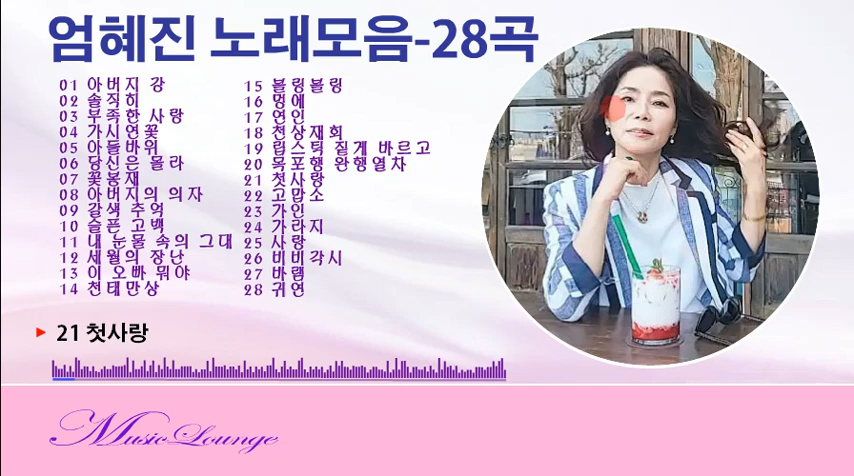 엄혜진 노래모음-28곡
01 아버지 강
02 솔직히
03 부족한 사랑
04 가시연꽃
05 아들바위
06 당신은 몰라
07 꽃봉재
08 아버지의 의자
09 갈색 추억
10 슬픈 고백
11 내 눈물 속의 그대
12 세월의 장난
13 이 오빠 뭐야
14 천태만상
15 볼링볼링
16 멍에
17 연인
18 천상재회
19 립스틱 짙게 바르고
20 목포행 완행열차
21 첫사랑
22 고맙소
23 가인
24 가라지
25 사랑
26 비비각시
27 바램
28 귀연
21 첫사랑
Music Lounge